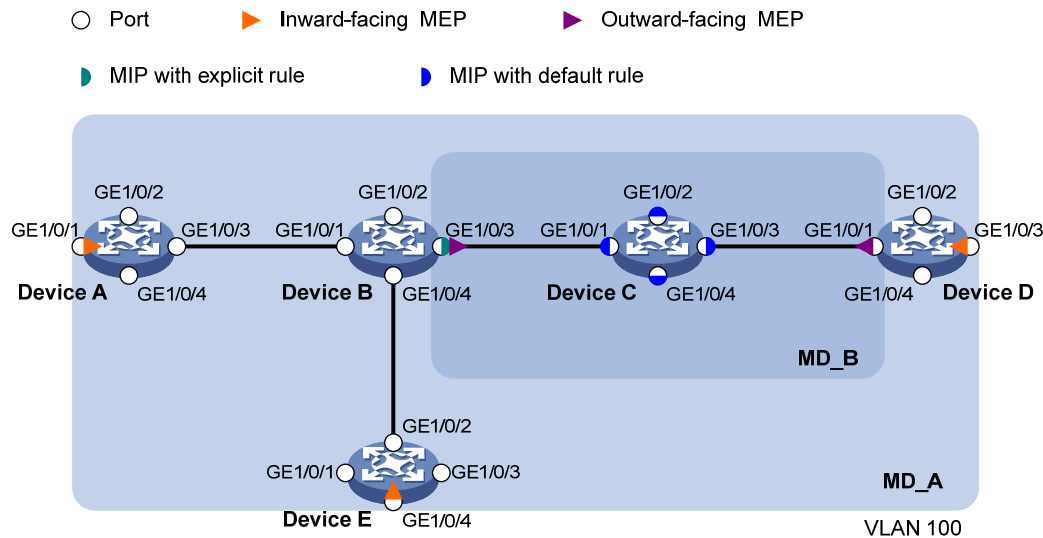 Port
Inward-facing MEP
Outward-facing MEP
MIP with explicit rule
MIP with default rule
GE1/0/2
GE1/0/2
GE1/0/2
GE1/0/2
GE1/0/1
GE1/0/3
GE1/0/1
GE1/0/3
GE1/0/1
GE1/0/3
GE1/0/1
GE1/0/3
Device A
GE1/0/4
Device B
GE1/0/4
Device C
GE1/0/4
GE1/0/4
Device D
MD_B
GE1/0/2
GE1/0/1
GE1/0/3
MD_A
Device E
GE1/0/4
VLAN 100